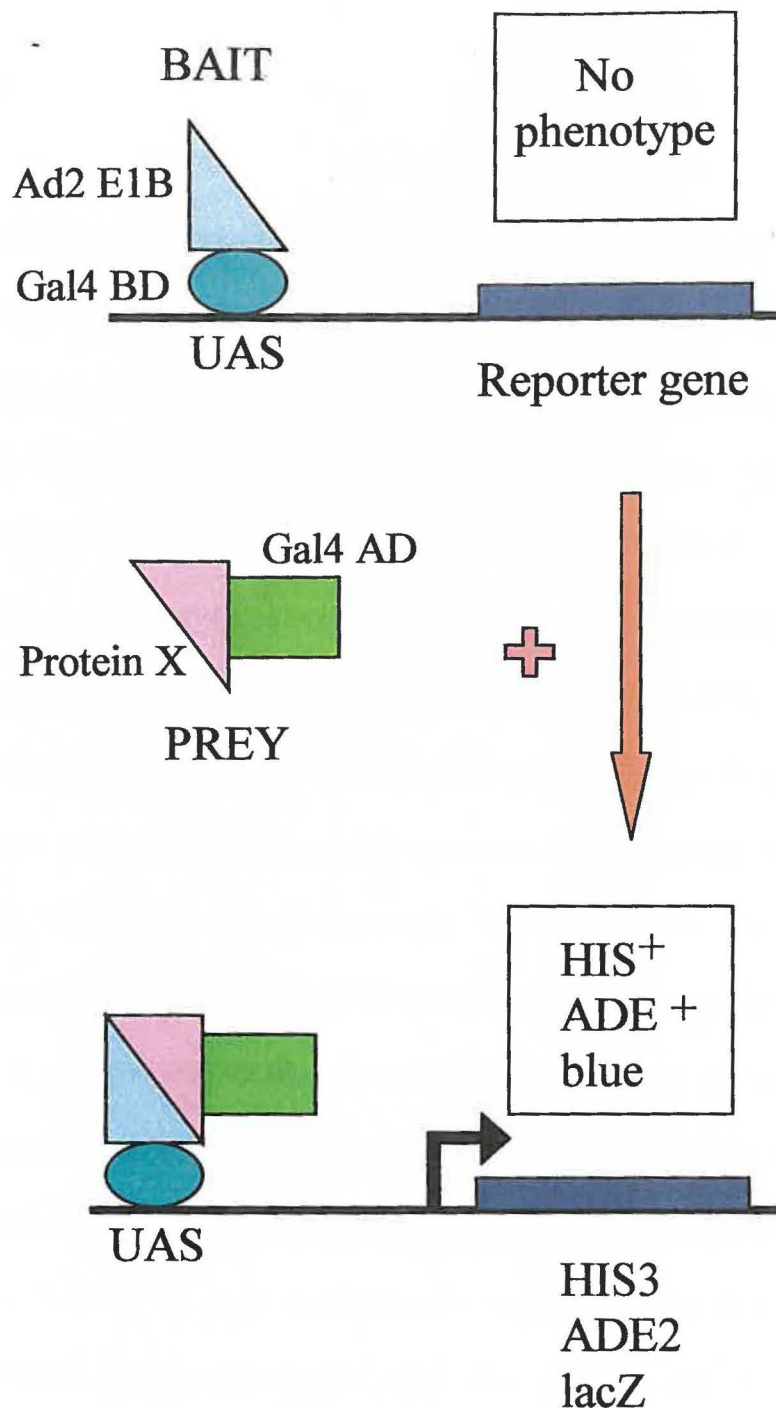 BAIT
No
phenotype
Ad2 E1B
Gal4 BD
UAS
Reporter gene
Gal4 AD
Protein X
PREY
HIS+
ADE +
blue
UAS
HIS3
ADE2
lacZ